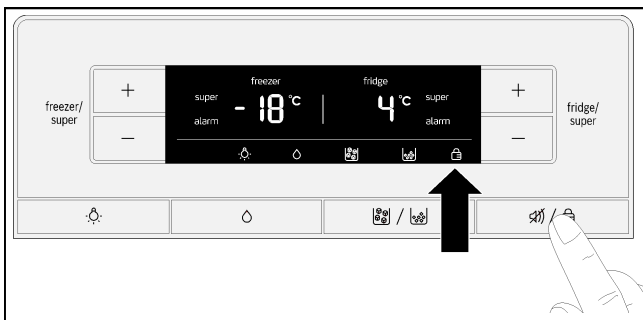 freezer/
super
+
−
freezer
fridge
super
-18 °C
4 °C
super
alarm
alarm
+
−
fridge/
super
/
/